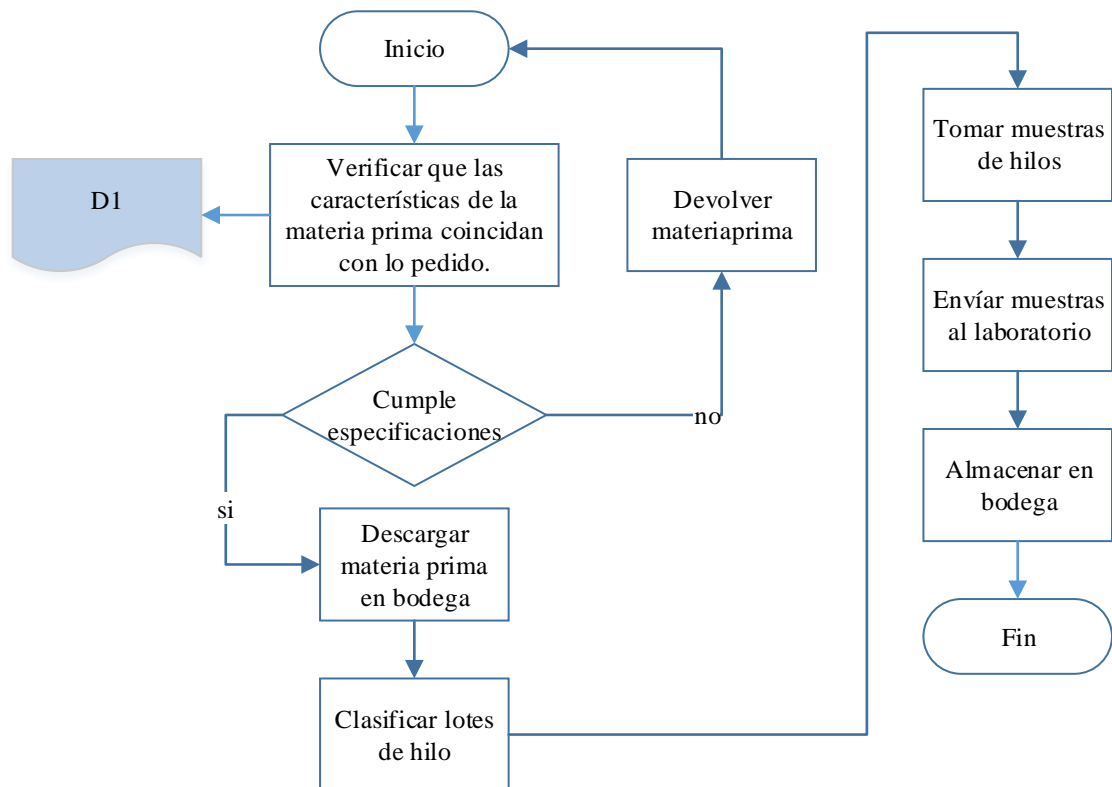 Inicio
D1
Verificar que las
características de la
materia prima coincidan
con lo pedido.
Devolver
materiaprima
Cumple
especificaciones
no
si
Descargar
materia prima
en bodega
Clasificar lotes
de hilo
Tomar muestras
de hilos
Envíar muestras
al laboratorio
Almacenar en
bodega
Fin